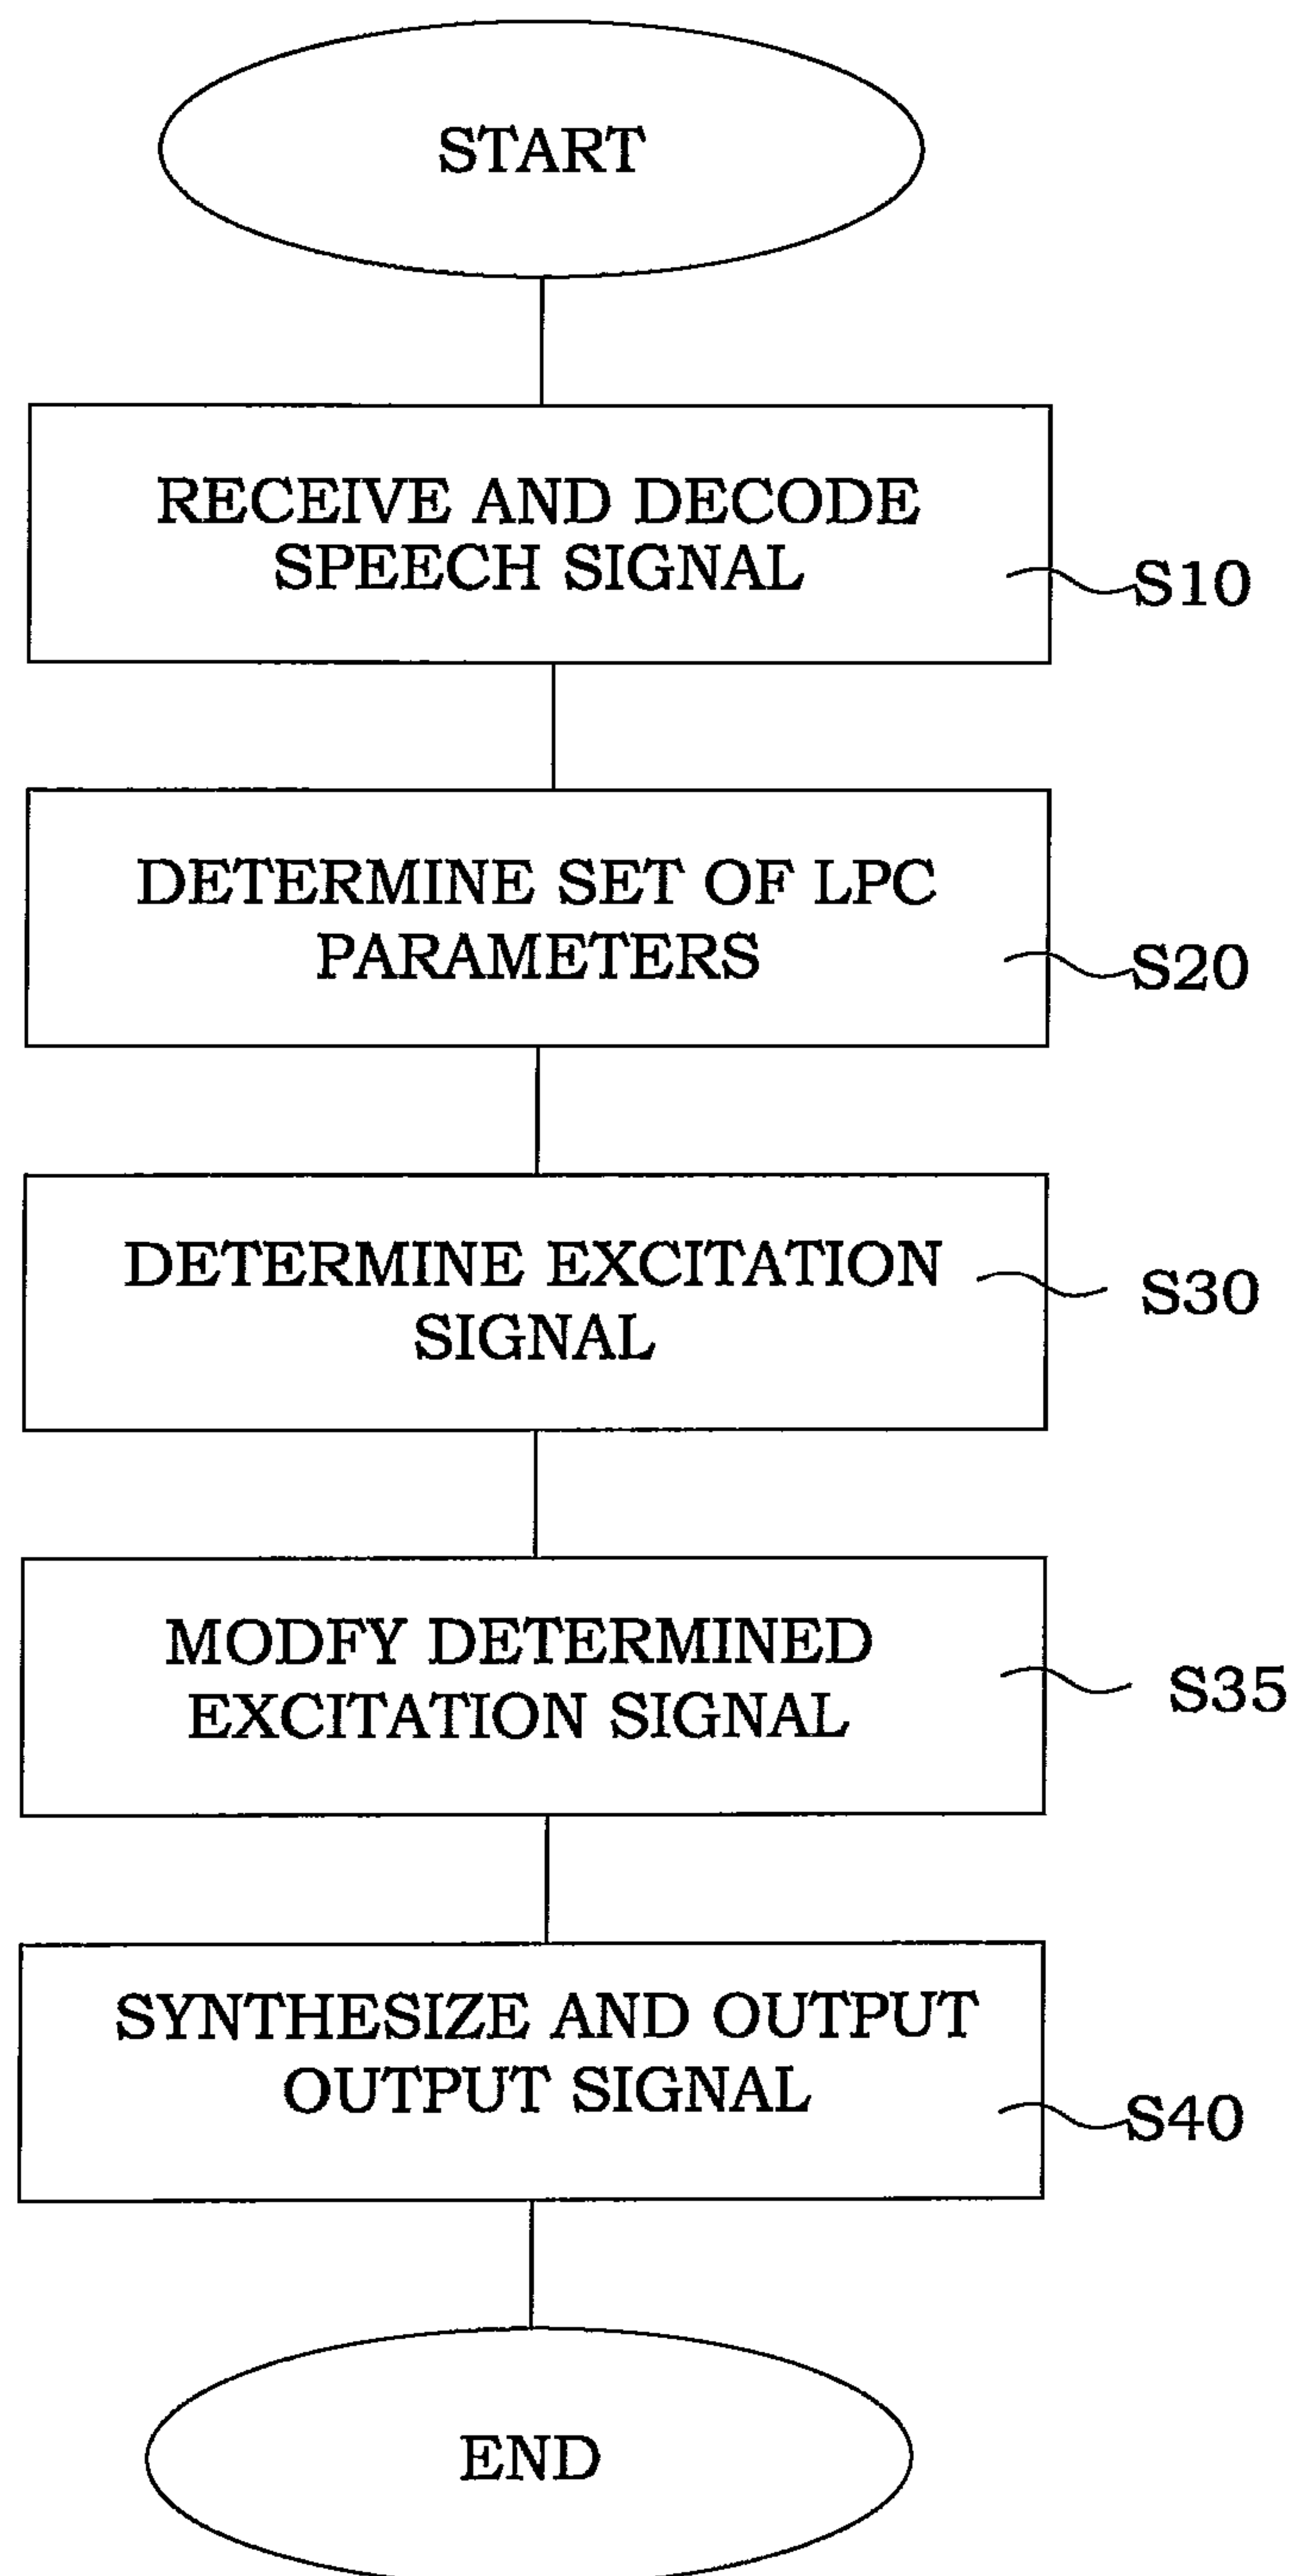 START
RECEIVE AND DECODE
SPEECH SIGNAL
S10
DETERMINE SET OF LPC
PARAMETERS
S20
DETERMINE EXCITATION
SIGNAL
S30
MODFY DETERMINED
EXCITATION SIGNAL
S35
SYNTHESIZE AND OUTPUT
OUTPUT SIGNAL
S40
END